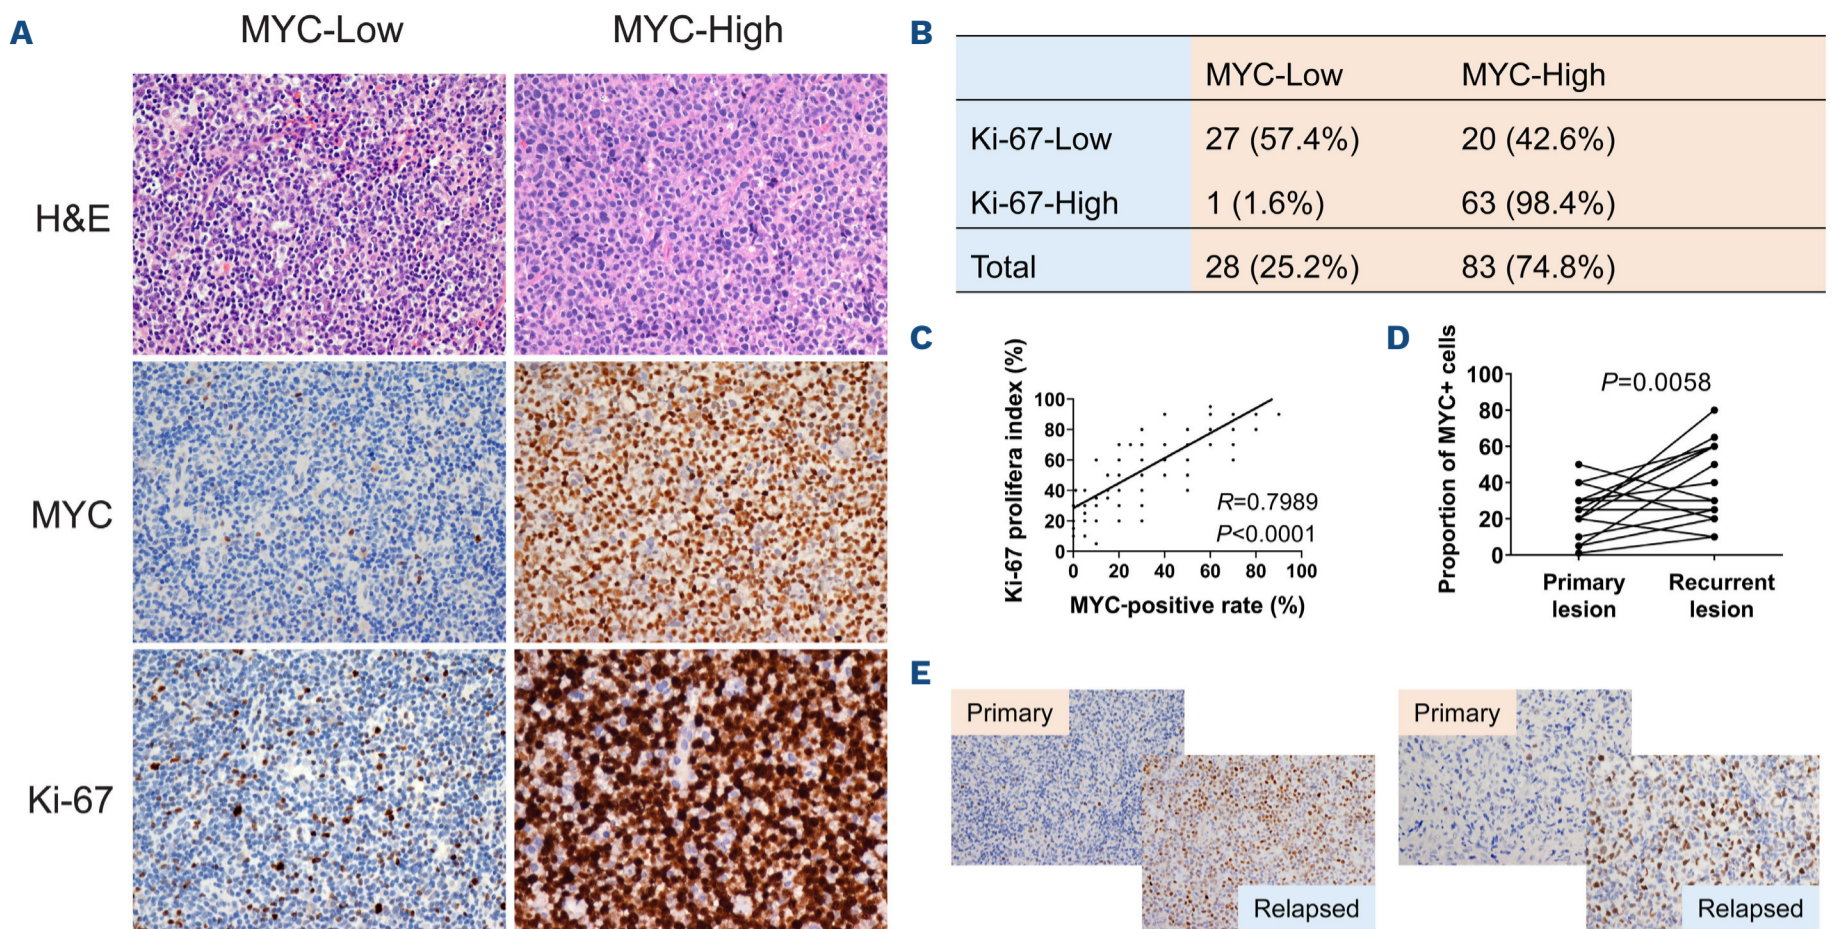 A
MYC-Low
MYC-High
H&E
MYC
Ki-67
B
MYC-Low MYC-High
Ki-67-Low 27 (57.4%) 20 (42.6%)
Ki-67-High 1 (1.6%) 63 (98.4%)
Total 28 (25.2%) 83 (74.8%)
C
Ki-67 prolifera index (%)
100
80
60
40
20
0
R=0.7989
P<0.0001
0 20 40 60 80 100
MYC-positive rate (%)
D
Proportion of MYC+ cells
100
80
60
40
20
0
P=0.0058
Primary lesion
Recurrent lesion
E
Primary
Relapsed
Primary
Relapsed